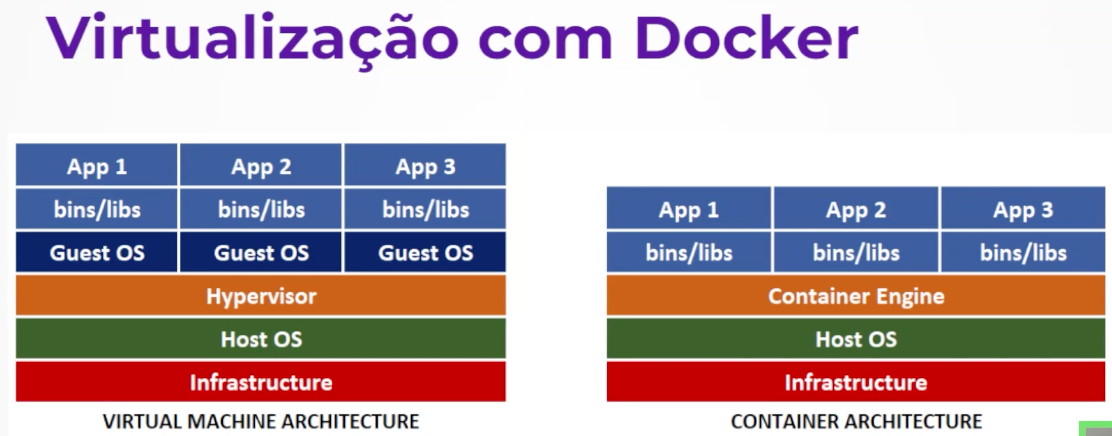 Virtualização com Docker
App 1 App 2 App 3
bins/libs bins/libs bins/libs
Guest OS Guest OS Guest OS
Hypervisor
Host OS
Infrastructure
VIRTUAL MACHINE ARCHITECTURE
App 1 App 2 App 3
bins/libs bins/libs bins/libs
Container Engine
Host OS
Infrastructure
CONTAINER ARCHITECTURE